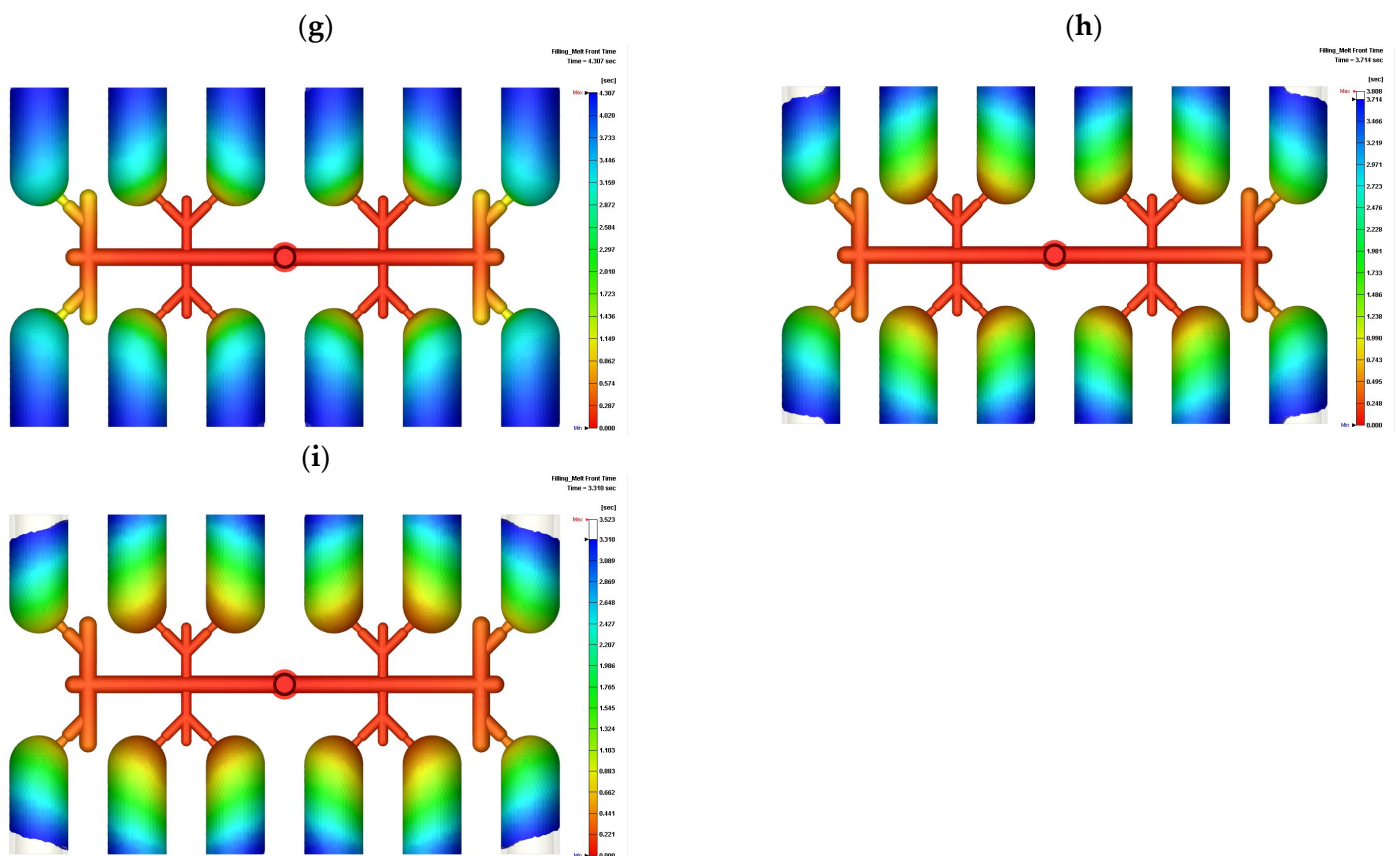 (g)
Filling_Melt Front Time
Time = 4.307 sec
[sec]
Max 4.307
4.020
3.733
3.446
3.159
2.872
2.584
2.297
2.010
1.723
1.436
1.149
0.862
0.574
0.287
Min 0.000
(h)
Filling_Melt Front Time
Time = 3.714 sec
[sec]
Max 3.808
3.714
3.466
3.219
2.971
2.723
2.476
2.228
1.981
1.733
1.486
1.238
0.990
0.743
0.495
0.248
Min 0.000
(i)
Filling_Melt Front Time
Time = 3.310 sec
[sec]
Max 3.523
3.310
3.089
2.869
2.648
2.427
2.207
1.986
1.765
1.545
1.324
1.103
0.883
0.662
0.441
0.221
Min 0.000